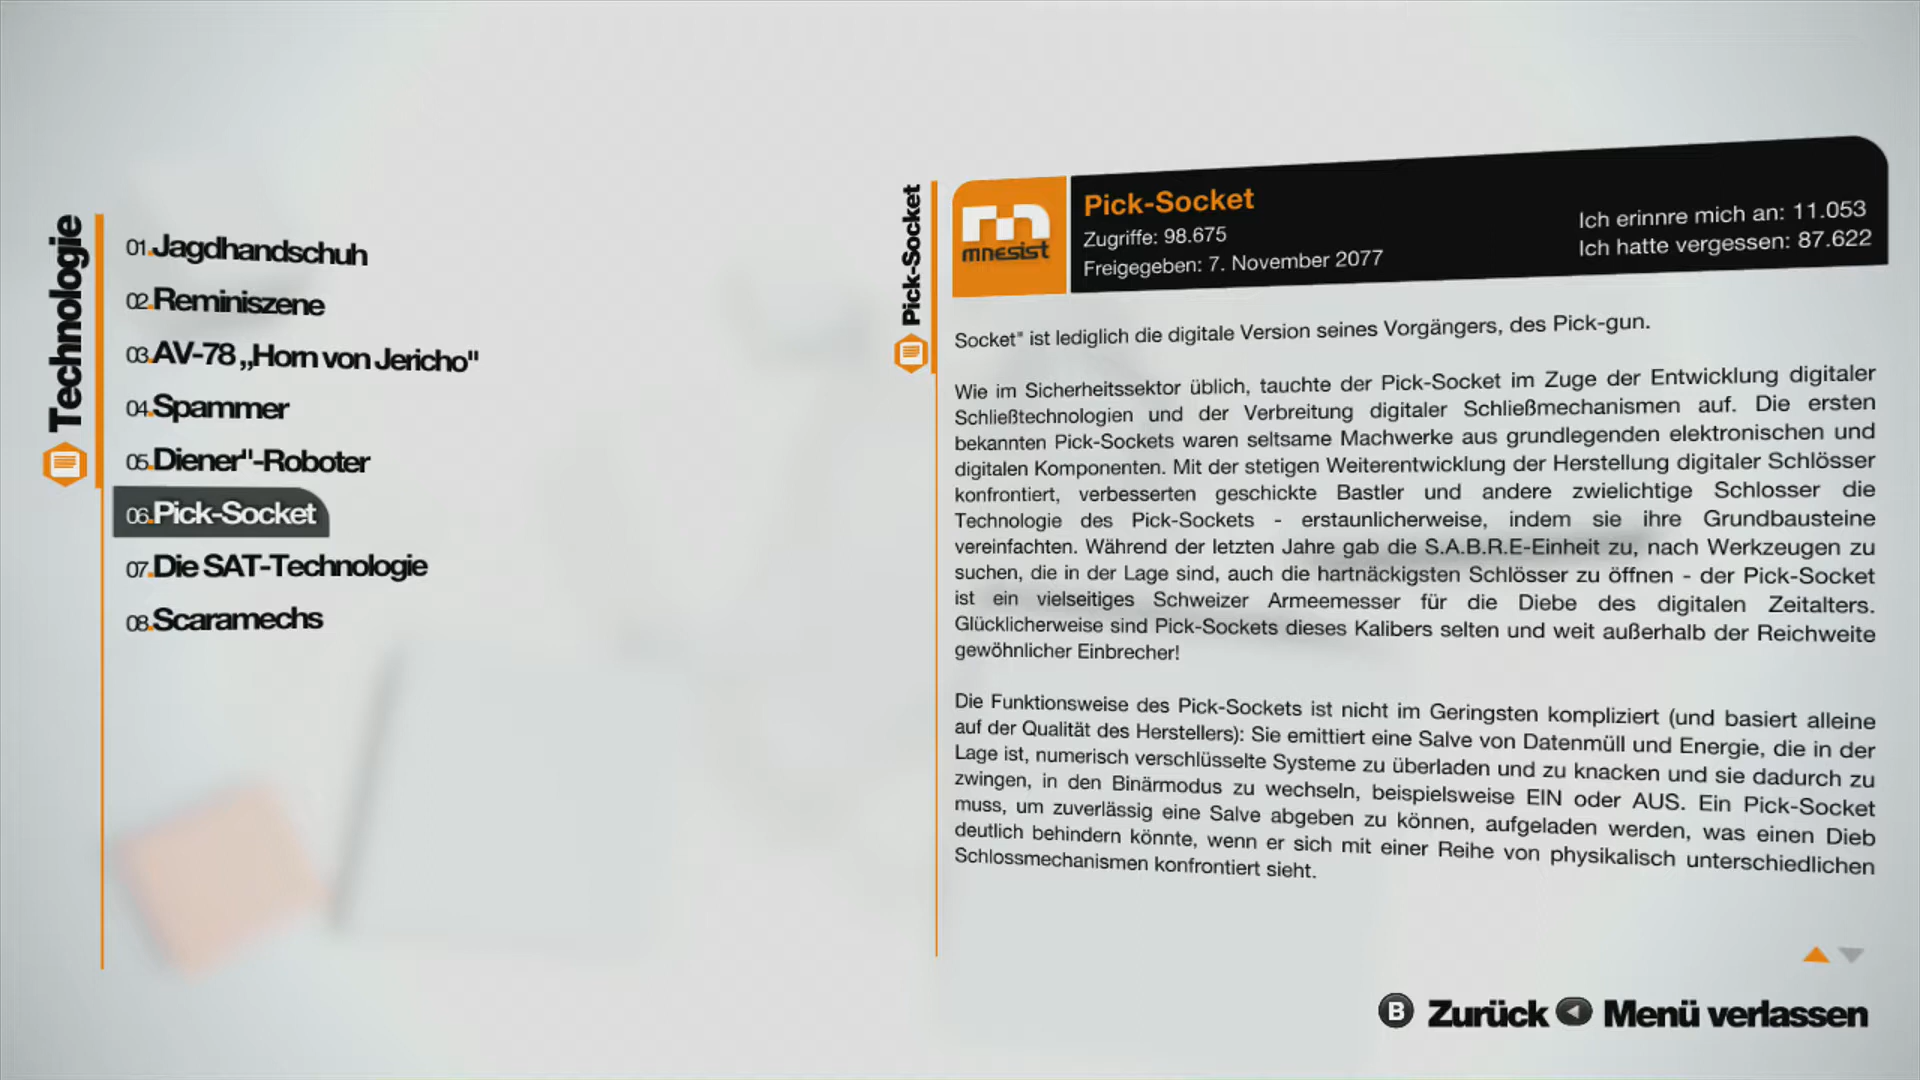 Technologie
01.Jagdhandschuh
02.Reminiszene
03.AV-78 „Horn von Jericho"
04.Spammer
05.Diener"-Roboter
06.Pick-Socket
07.Die SAT-Technologie
08.Scaramechs
Pick-Socket
mnesist
Pick-Socket
Zugriffe: 98.675
Freigegeben: 7. November 2077
Ich erinnre mich an: 11.053
Ich hatte vergessen: 87.622
Socket" ist lediglich die digitale Version seines Vorgängers, des Pick-gun.
Wie im Sicherheitssektor üblich, tauchte der Pick-Socket im Zuge der Entwicklung digitaler
Schließtechnologien und der Verbreitung digitaler Schließmechanismen auf. Die ersten
bekannten Pick-Sockets waren seltsame Machwerke aus grundlegenden elektronischen und
digitalen Komponenten. Mit der stetigen Weiterentwicklung der Herstellung digitaler Schlösser
konfrontiert, verbesserten geschickte Bastler und andere zwielichtige Schlosser die
Technologie des Pick-Sockets - erstaunlicherweise, indem sie ihre Grundbausteine
vereinfachten. Während der letzten Jahre gab die S.A.B.R.E-Einheit zu, nach Werkzeugen zu
suchen, die in der Lage sind, auch die hartnäckigsten Schlösser zu öffnen - der Pick-Socket
ist ein vielseitiges Schweizer Armeemesser für die Diebe des digitalen Zeitalters.
Glücklicherweise sind Pick-Sockets dieses Kalibers selten und weit außerhalb der Reichweite
gewöhnlicher Einbrecher!
Die Funktionsweise des Pick-Sockets ist nicht im Geringsten kompliziert (und basiert alleine
auf der Qualität des Herstellers): Sie emittiert eine Salve von Datenmüll und Energie, die in der
Lage ist, numerisch verschlüsselte Systeme zu überladen und zu knacken und sie dadurch zu
zwingen, in den Binärmodus zu wechseln, beispielsweise EIN oder AUS. Ein Pick-Socket
muss, um zuverlässig eine Salve abgeben zu können, aufgeladen werden, was einen Dieb
deutlich behindern könnte, wenn er sich mit einer Reihe von physikalisch unterschiedlichen
Schlossmechanismen konfrontiert sieht.
B Zurück Menü verlassen